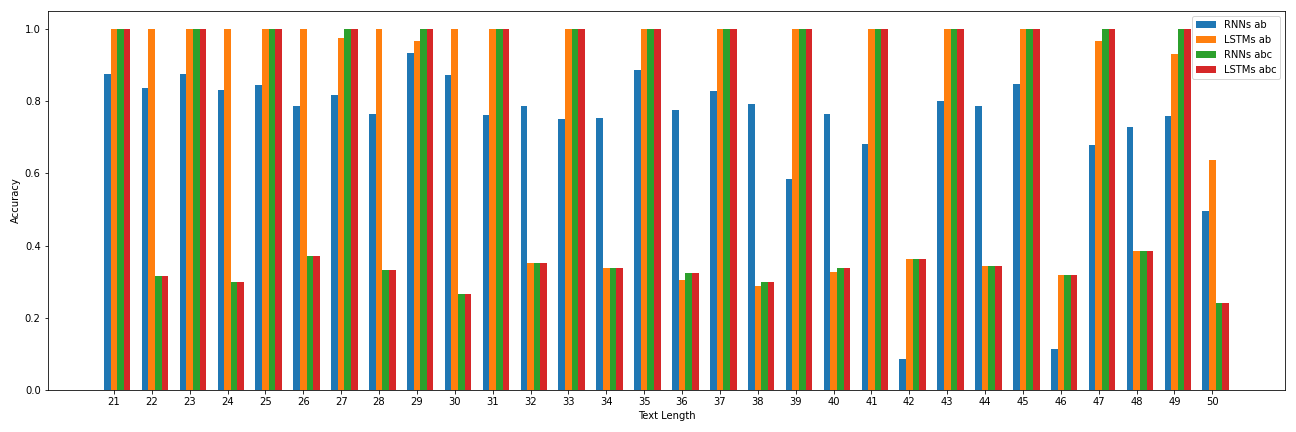 RNNs ab
LSTMs ab
RNNs abc
LSTMs abc
1.0
0.8
0.6
0.4
0.2
0.0
Accuracy
21 22 23 24 25 26 27 28 29 30 31 32 33 34 35 36 37 38 39 40 41 42 43 44 45 46 47 48 49 50
Text Length